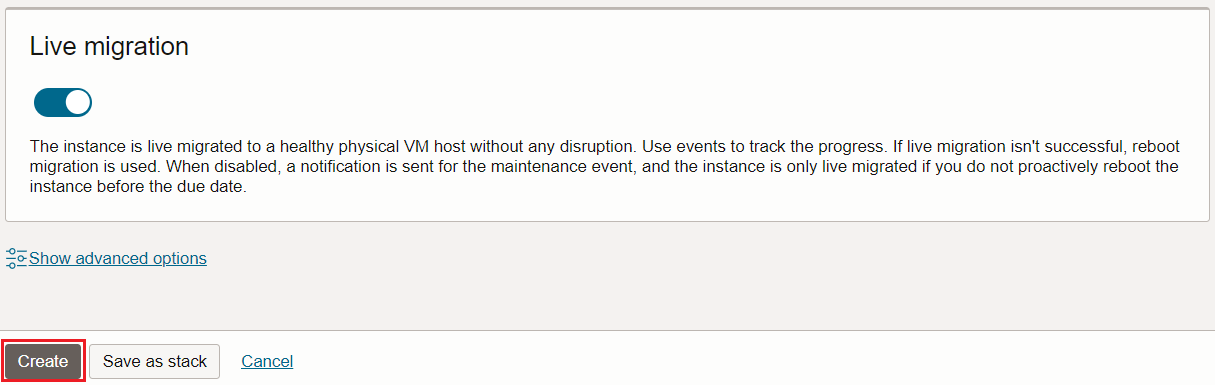 Live migration
The instance is live migrated to a healthy physical VM host without any disruption. Use events to track the progress. If live migration isn't successful, reboot
migration is used. When disabled, a notification is sent for the maintenance event, and the instance is only live migrated if you do not proactively reboot the
instance before the due date.
Show advanced options
Create Save as stack Cancel